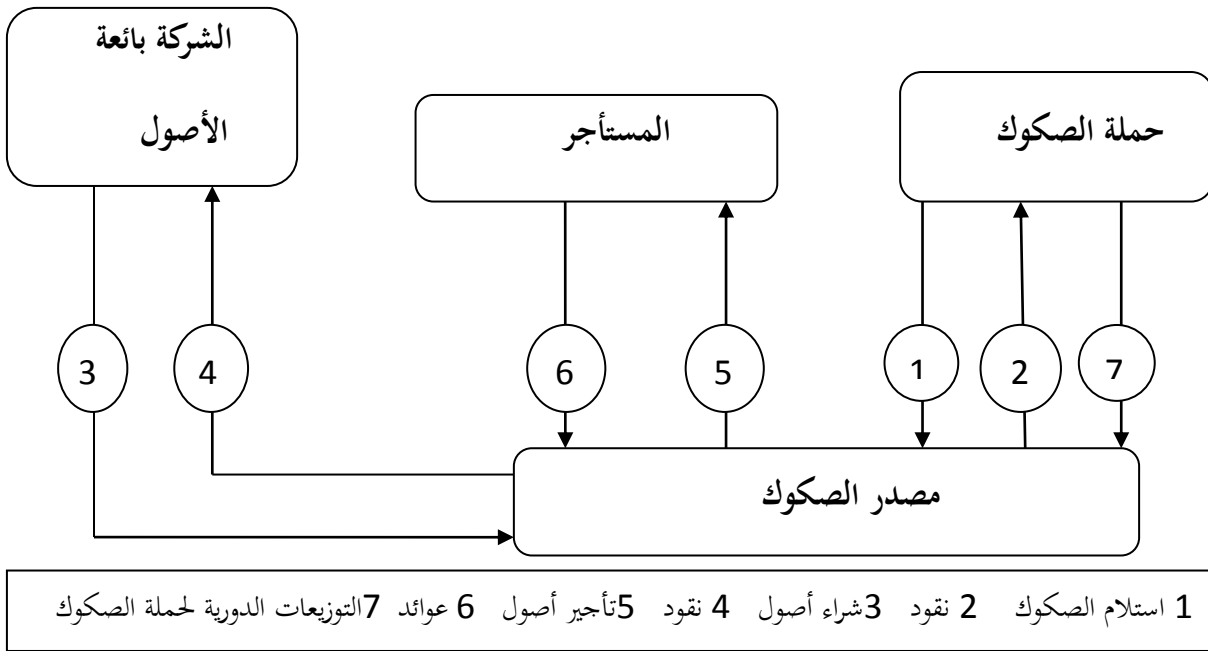 الشركة بائعة
الأصول
المستأجر
حملة الصكوك
3
4
6
5
1
2
7
مصدر الصكوك
1 استلام الصكوك 2 نقود 3شراء أصول 4 نقود 5تأجير أصول 6 عوائد 7التوزيعات الدورية لحملة الصكوك